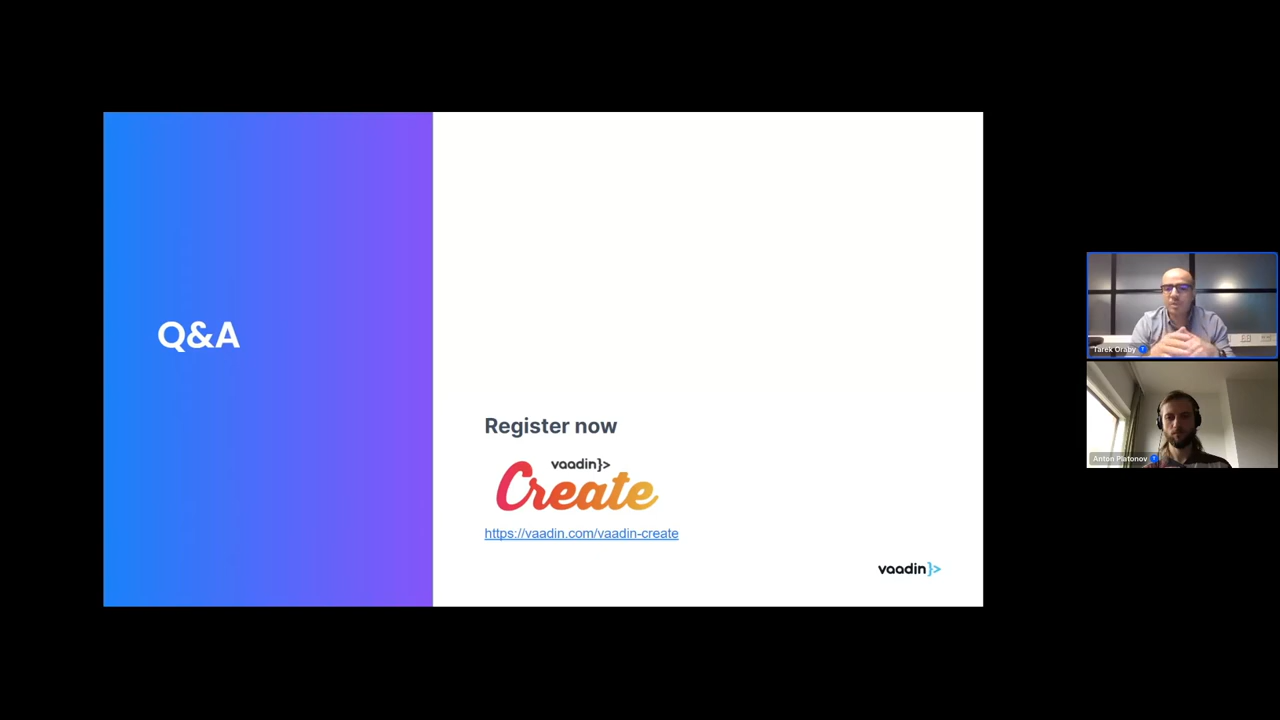 Q&A
Register now
vaadin}>
Create
https://vaadin.com/vaadin-create
vaadin}>
Tarek Oraby
Anton Platonov